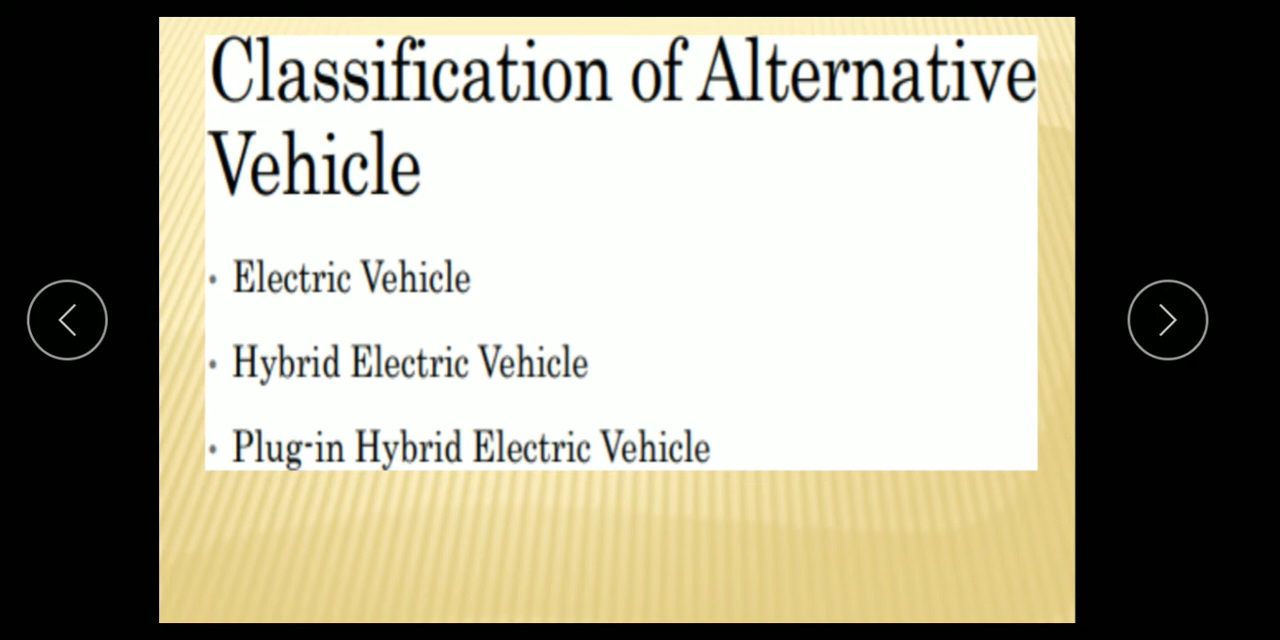 Classification of Alternative
Vehicle
• Electric Vehicle
• Hybrid Electric Vehicle
• Plug-in Hybrid Electric Vehicle